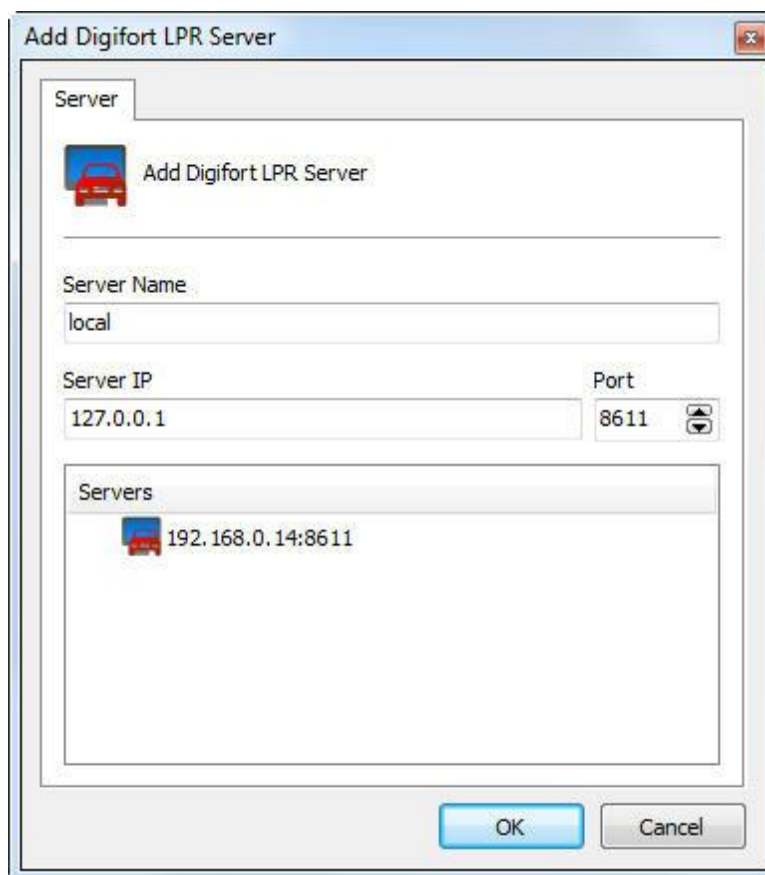 Add Digifort LPR Server
Server
Add Digifort LPR Server
Server Name
local
Server IP Port
127.0.0.1 8611
Servers
192.168.0.14:8611
OK Cancel